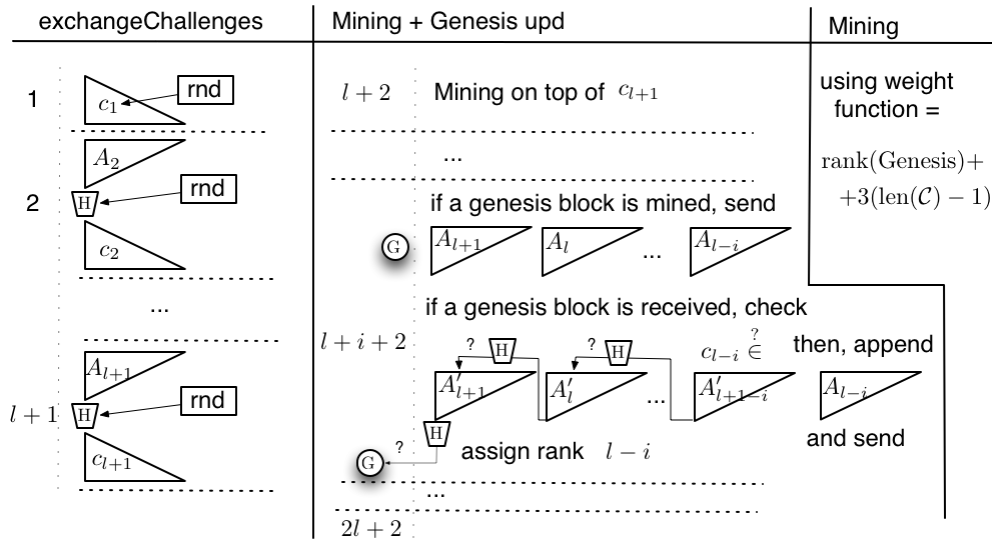 exchangeChallenges
1
c₁
rnd
A₂
2
H
rnd
c₂
...
A_{l+1}
l + 1
H
rnd
c_{l+1}
Mining + Genesis upd
l + 2
Mining on top of c_{l+1}
...
if a genesis block is mined, send
G
A_{l+1}
A_l
...
A_{l−i}
if a genesis block is received, check
l + i + 2
?
H
?
H
c_{l−i} ∈^?
then, append
A′_{l+1}
A′_l
...
A′_{l+1−i}
A_{l−i}
H
?
G
assign rank l − i
and send
...
2l + 2
Mining
using weight
function =
rank(Genesis)+
+3(len(𝒞) − 1)